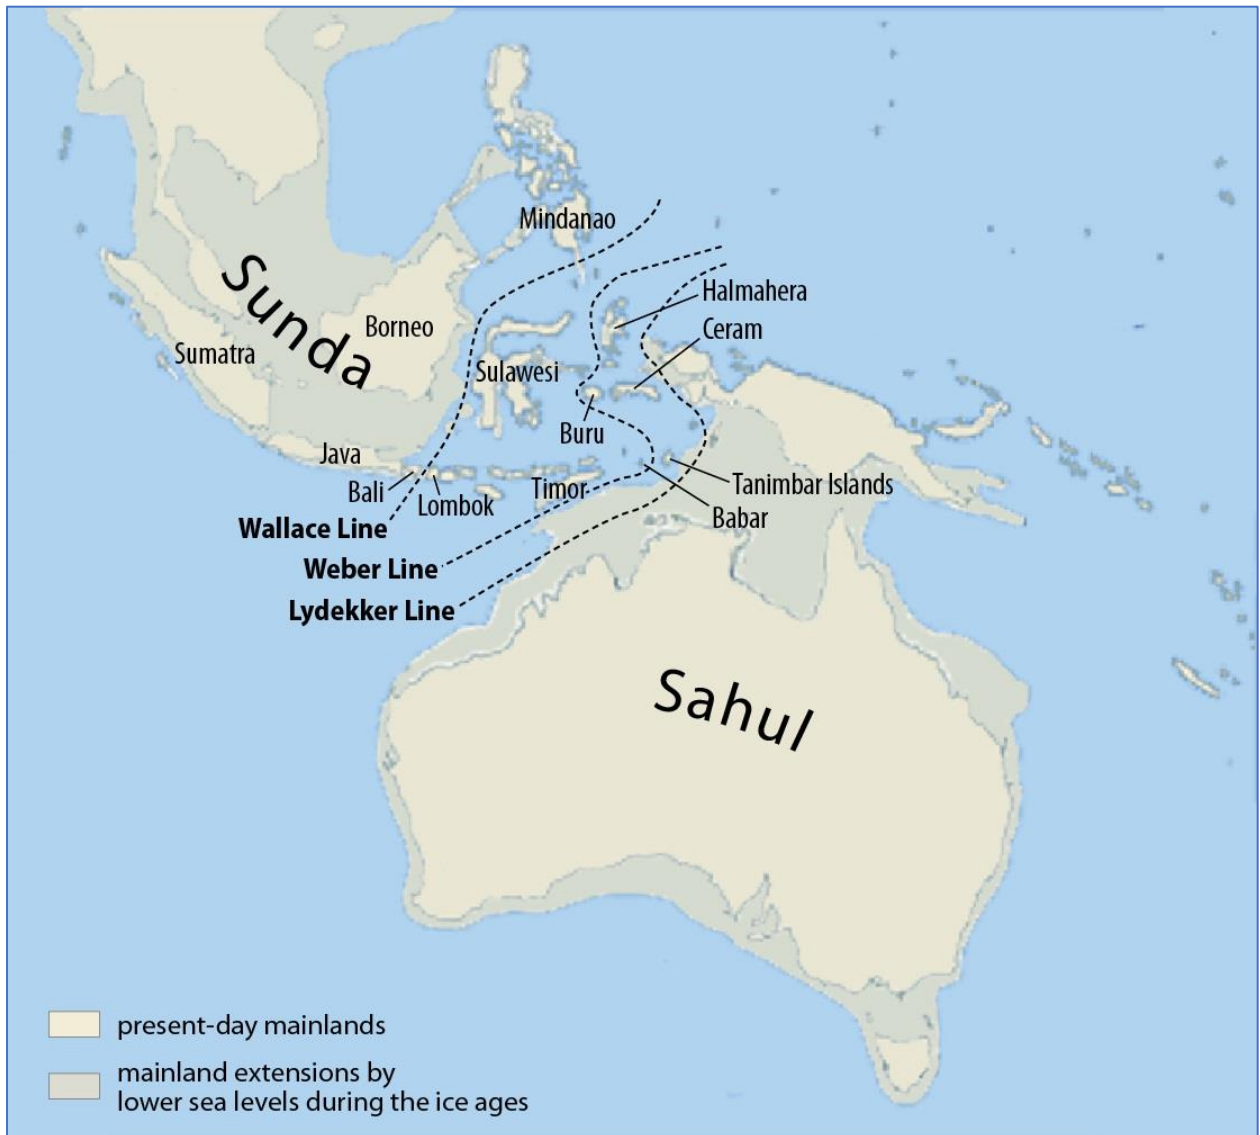 Mindanao
Halmahera
Sunda
Borneo
Ceram
Sumatra
Sulawesi
Buru
Java
Bali
Lombok
Timor
Tanimbar Islands
Babar
Wallace Line
Weber Line
Lydekker Line
Sahul
present-day mainlands
mainland extensions by
lower sea levels during the ice ages